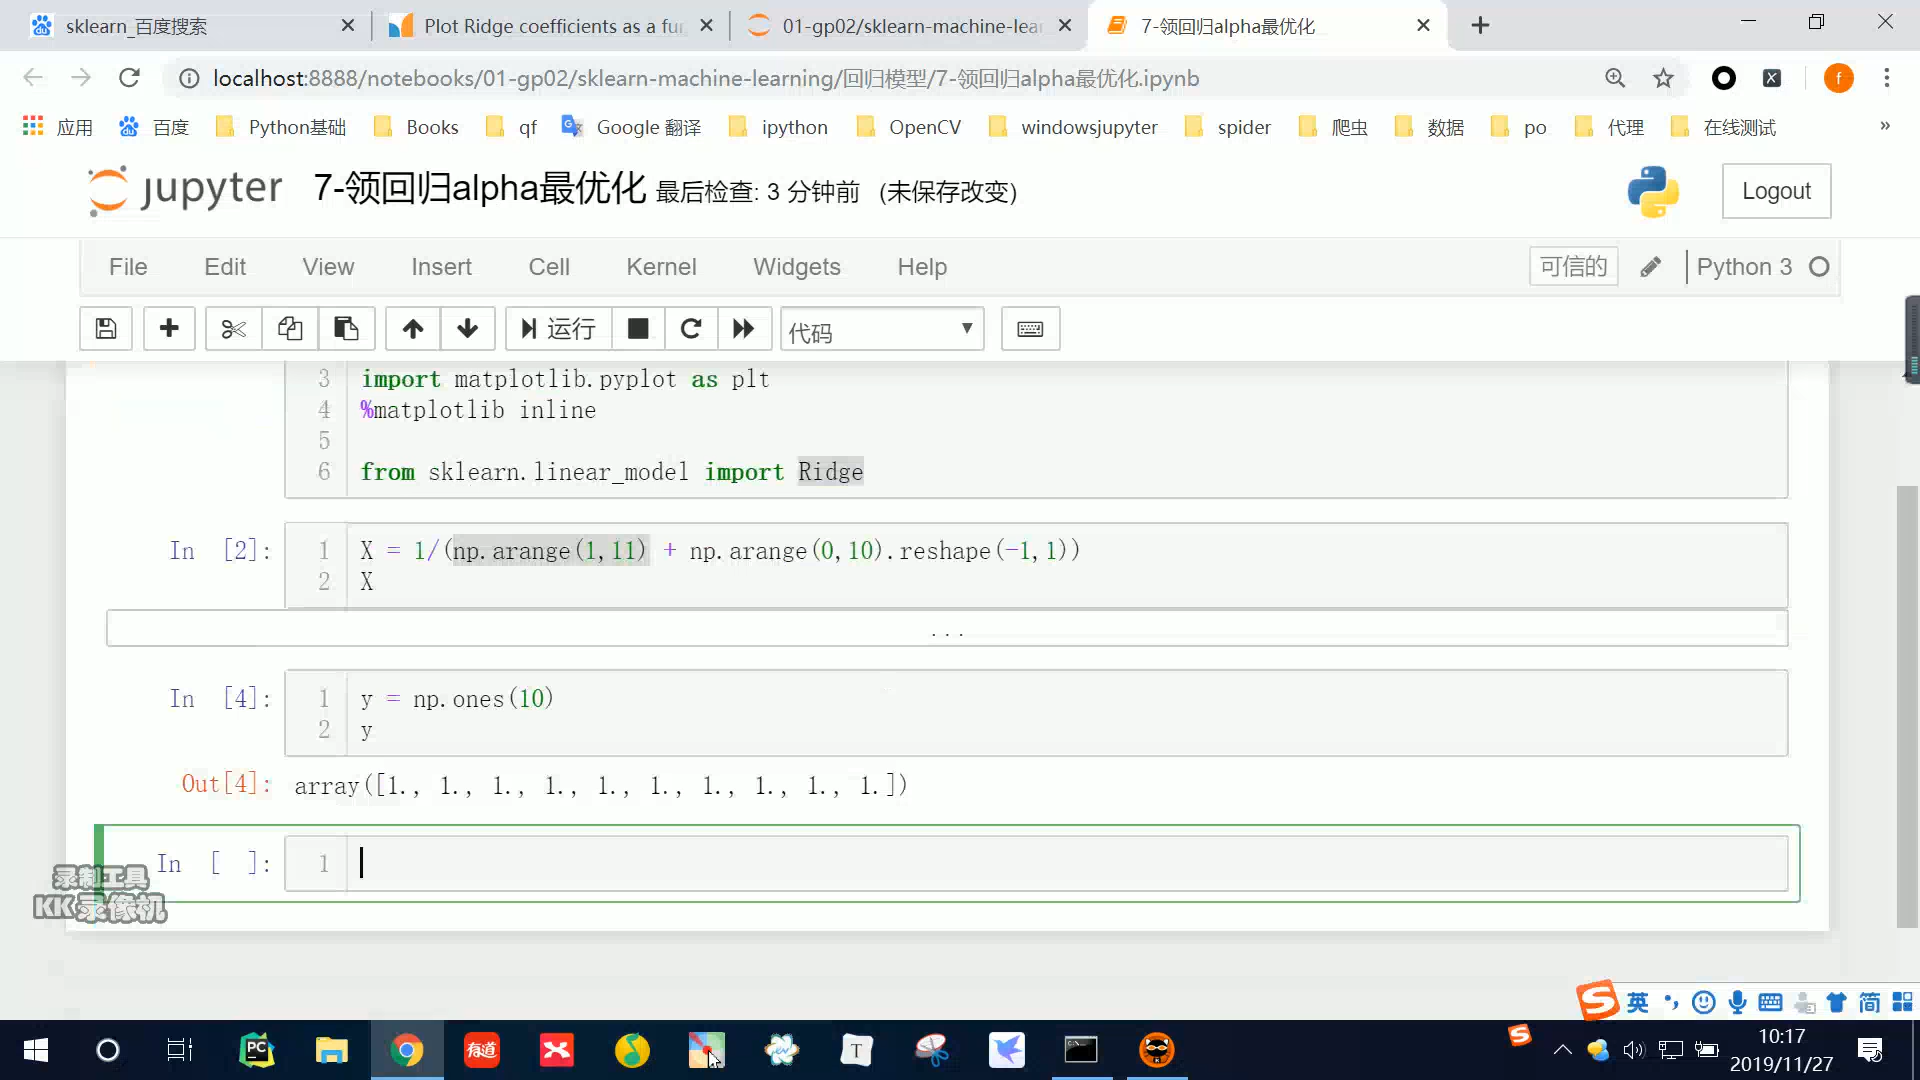 sklearn_百度搜索
Plot Ridge coefficients as a fun
01-gp02/sklearn-machine-lear
7-领回归alpha最优化
localhost:8888/notebooks/01-gp02/sklearn-machine-learning/回归模型/7-领回归alpha最优化.ipynb
应用 百度 Python基础 Books qf Google 翻译 ipython OpenCV windowsjupyter spider 爬虫 数据 po 代理 在线测试 »
jupyter 7-领回归alpha最优化 最后检查: 3 分钟前 (未保存改变)
Logout
File Edit View Insert Cell Kernel Widgets Help 可信的 Python 3
运行 代码
3 import matplotlib.pyplot as plt
4 %matplotlib inline
5
6 from sklearn.linear_model import Ridge
In [2]: 1 X = 1/(np.arange(1,11) + np.arange(0,10).reshape(-1,1))
2 X
...
In [4]: 1 y = np.ones(10)
2 y
Out[4]: array([1., 1., 1., 1., 1., 1., 1., 1., 1., 1.])
In [ ]: 1
录制工具
KK录像机
英 简
PC 有道 T
10:17
2019/11/27